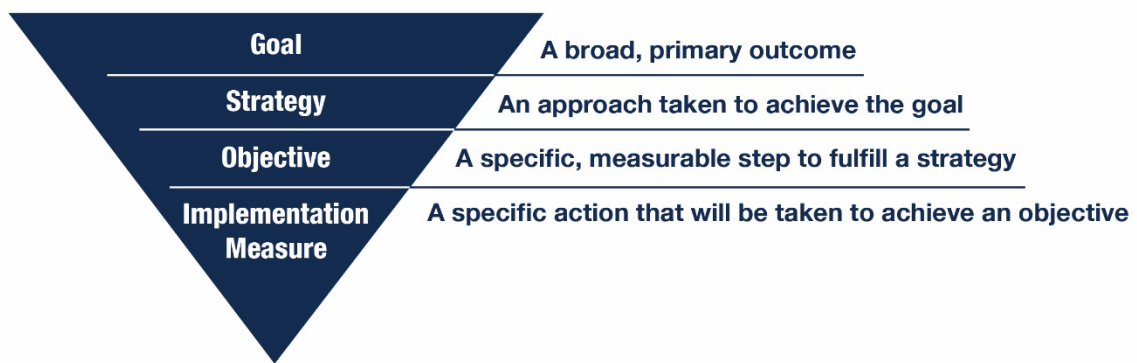 Goal
A broad, primary outcome
Strategy
An approach taken to achieve the goal
Objective
A specific, measurable step to fulfill a strategy
Implementation
Measure
A specific action that will be taken to achieve an objective